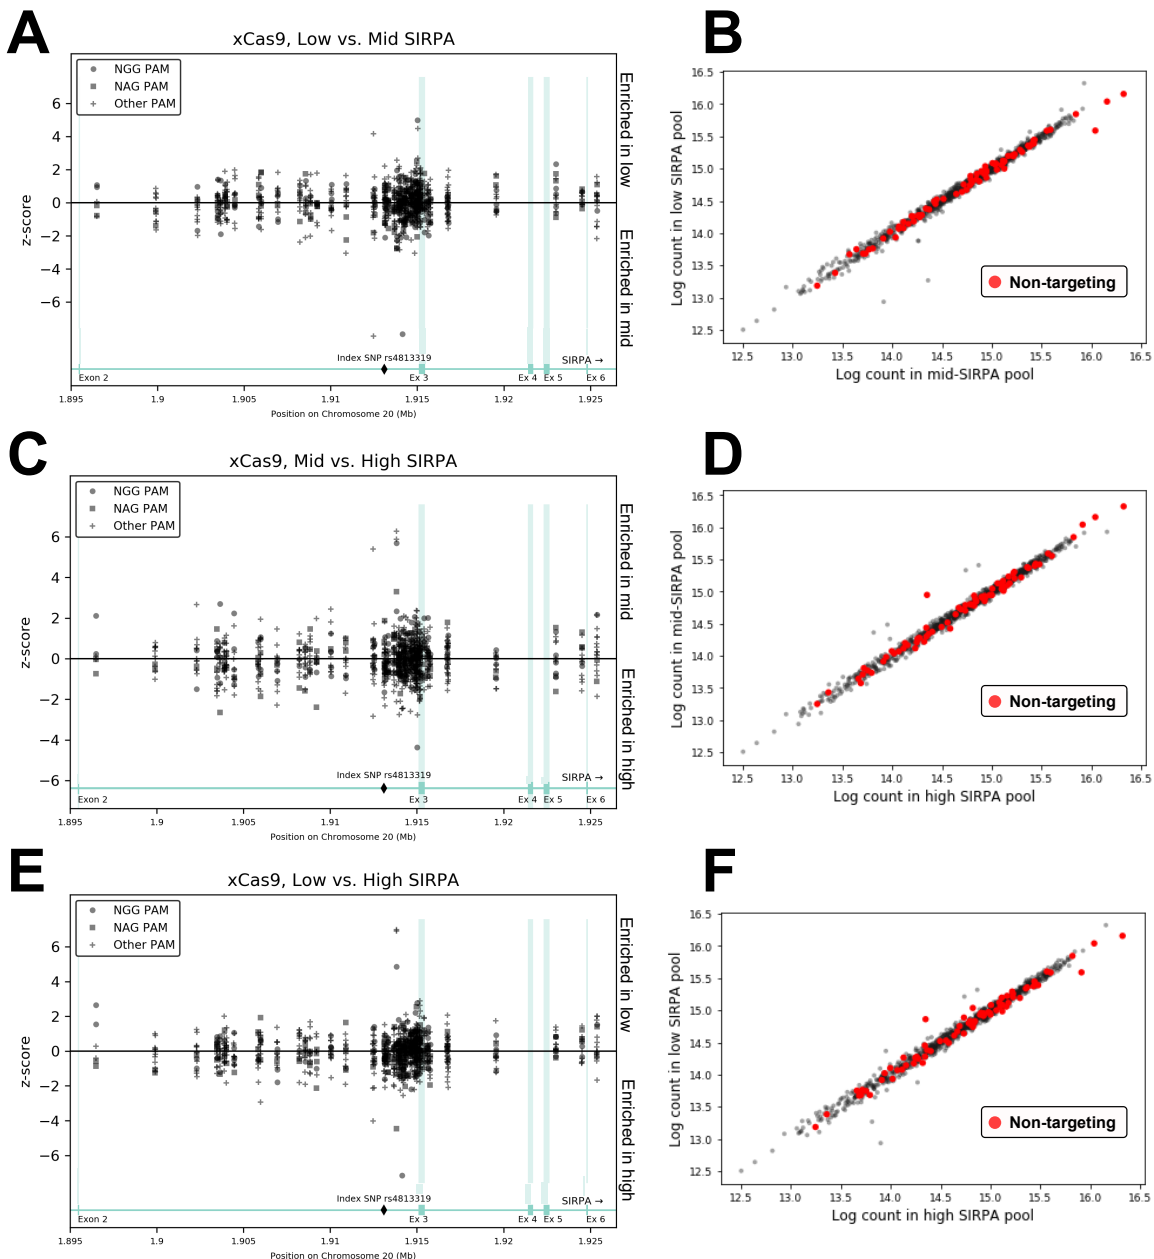 A
xCas9, Low vs. Mid SIRPA
NGG PAM
NAG PAM
Other PAM
z-score
6
4
2
0
−2
−4
−6
Enriched in low
Enriched in mid
Index SNP rs4813319
SIRPA →
Exon 2
Ex 3
Ex 4
Ex 5
Ex 6
1.895
1.9
1.905
1.91
1.915
1.92
1.925
Position on Chromosome 20 (Mb)
B
Log count in low SIRPA pool
16.5
16.0
15.5
15.0
14.5
14.0
13.5
13.0
12.5
Non-targeting
12.5
13.0
13.5
14.0
14.5
15.0
15.5
16.0
16.5
Log count in mid-SIRPA pool
C
xCas9, Mid vs. High SIRPA
NGG PAM
NAG PAM
Other PAM
z-score
6
4
2
0
−2
−4
−6
Enriched in mid
Enriched in high
Index SNP rs4813319
SIRPA →
Exon 2
Ex 3
Ex 4
Ex 5
Ex 6
1.895
1.9
1.905
1.91
1.915
1.92
1.925
Position on Chromosome 20 (Mb)
D
Log count in mid-SIRPA pool
16.5
16.0
15.5
15.0
14.5
14.0
13.5
13.0
12.5
Non-targeting
12.5
13.0
13.5
14.0
14.5
15.0
15.5
16.0
16.5
Log count in high SIRPA pool
E
xCas9, Low vs. High SIRPA
NGG PAM
NAG PAM
Other PAM
z-score
6
4
2
0
−2
−4
−6
Enriched in low
Enriched in high
Index SNP rs4813319
SIRPA →
Exon 2
Ex 3
Ex 4
Ex 5
Ex 6
1.895
1.9
1.905
1.91
1.915
1.92
1.925
Position on Chromosome 20 (Mb)
F
Log count in low SIRPA pool
16.5
16.0
15.5
15.0
14.5
14.0
13.5
13.0
12.5
Non-targeting
12.5
13.0
13.5
14.0
14.5
15.0
15.5
16.0
16.5
Log count in high SIRPA pool